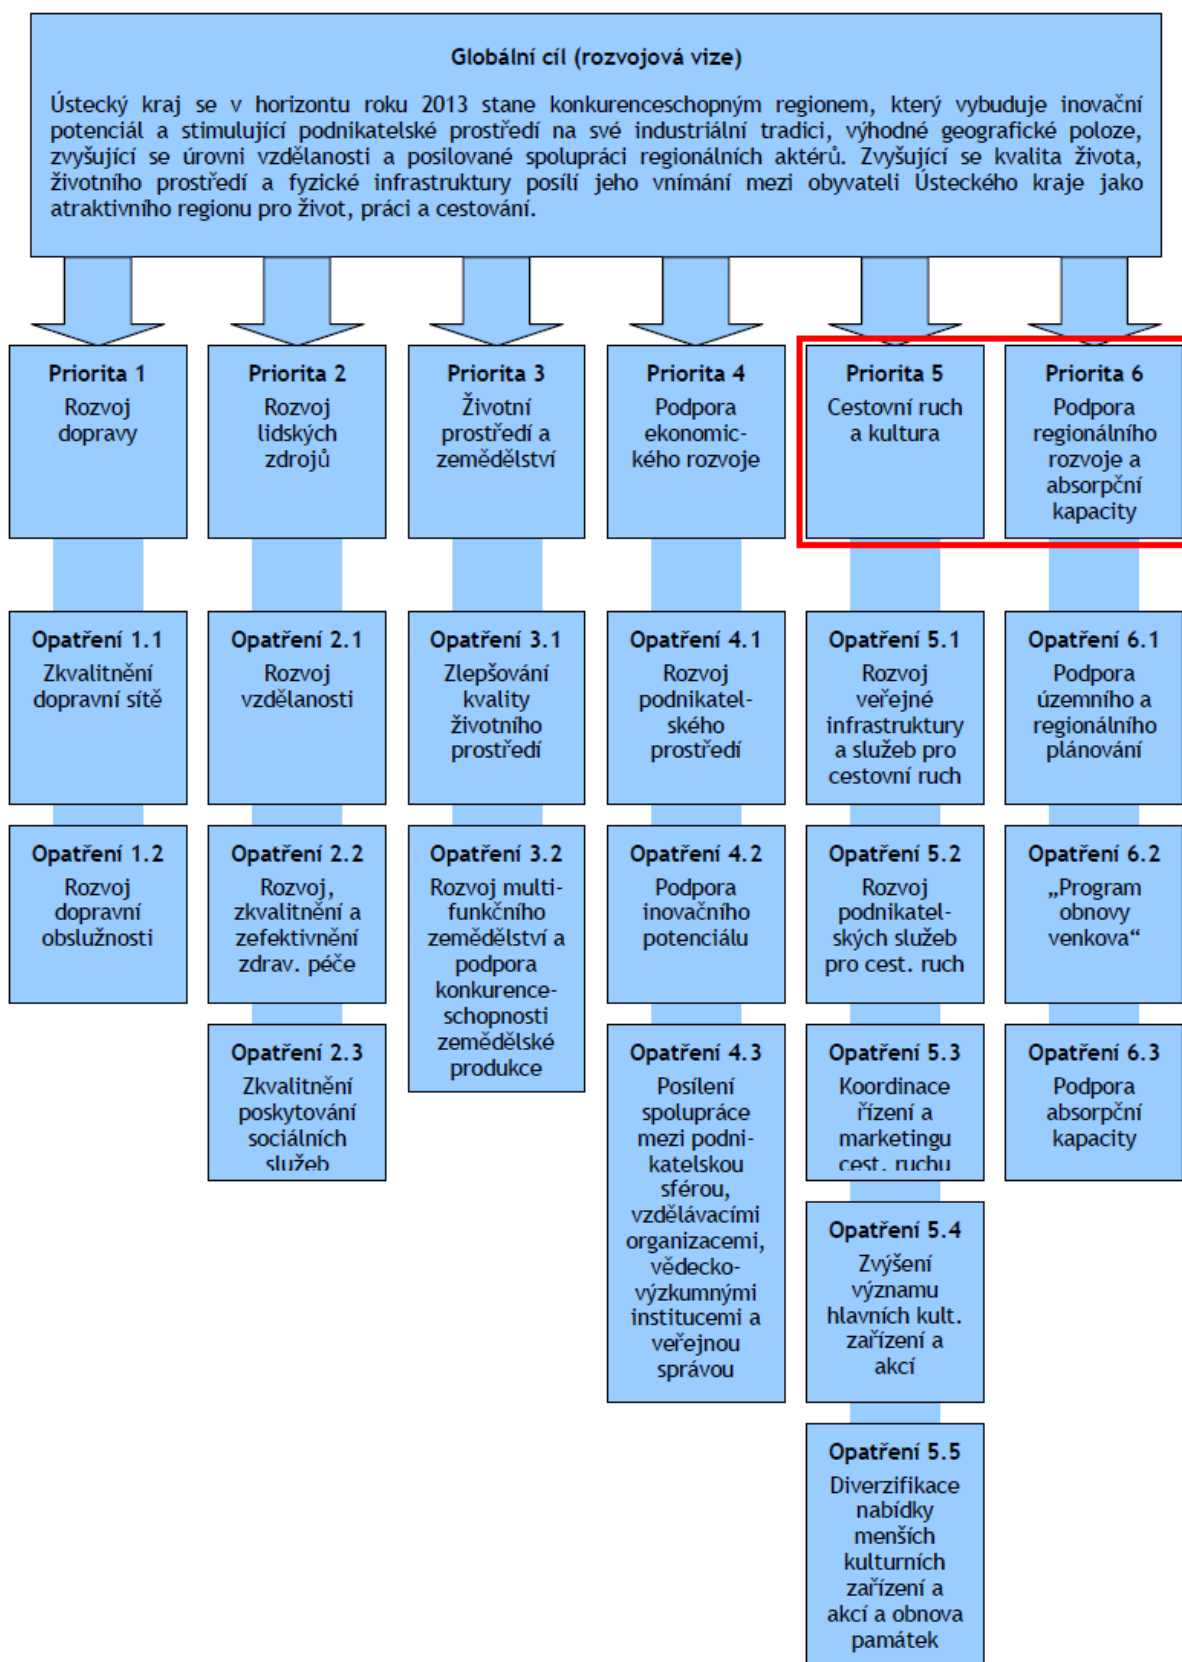 Globální cíl (rozvojová vize)
Ústecký kraj se v horizontu roku 2013 stane konkurenceschopným regionem, který vybuduje inovační
potenciál a stimulující podnikatelské prostředí na své industriální tradici, výhodné geografické poloze,
zvyšující se úrovni vzdělanosti a posilované spolupráci regionálních aktérů. Zvyšující se kvalita života,
životního prostředí a fyzické infrastruktury posílí jeho vnímání mezi obyvateli Ústeckého kraje jako
atraktivního regionu pro život, práci a cestování.
Priorita 1
Rozvoj
dopravy
Priorita 2
Rozvoj
lidských
zdrojů
Priorita 3
Životní
prostředí a
zemědělství
Priorita 4
Podpora
ekonomic-
kého rozvoje
Priorita 5
Cestovní ruch
a kultura
Priorita 6
Podpora
regionálního
rozvoje a
absorpční
kapacity
Opatření 1.1
Zkvalitnění
dopravní sítě
Opatření 2.1
Rozvoj
vzdělanosti
Opatření 3.1
Zlepšování
kvality
životního
prostředí
Opatření 4.1
Rozvoj
podnikatel-
ského
prostředí
Opatření 5.1
Rozvoj
veřejné
infrastruktury
a služeb pro
cestovní ruch
Opatření 6.1
Podpora
územního a
regionálního
plánování
Opatření 1.2
Rozvoj
dopravní
obslužnosti
Opatření 2.2
Rozvoj,
zkvalitnění a
zefektivnění
zdrav. péče
Opatření 3.2
Rozvoj multi-
funkčního
zemědělství a
podpora
konkurence-
schopnosti
zemědělské
produkce
Opatření 4.2
Podpora
inovačního
potenciálu
Opatření 5.2
Rozvoj
podnikatel-
ských služeb
pro cest. ruch
Opatření 6.2
„Program
obnovy
venkova“
Opatření 2.3
Zkvalitnění
poskytování
sociálních
služeb
Opatření 4.3
Posílení
spolupráce
mezi podni-
katelskou
sférou,
vzdělávacími
organizacemi,
vědecko-
výzkumnými
institucemi a
veřejnou
správou
Opatření 5.3
Koordinace
řízení a
marketingu
cest. ruchu
Opatření 6.3
Podpora
absorpční
kapacity
Opatření 5.4
Zvýšení
významu
hlavních kult.
zařízení a
akcí
Opatření 5.5
Diverzifikace
nabídky
menších
kulturních
zařízení a
akcí a obnova
památek